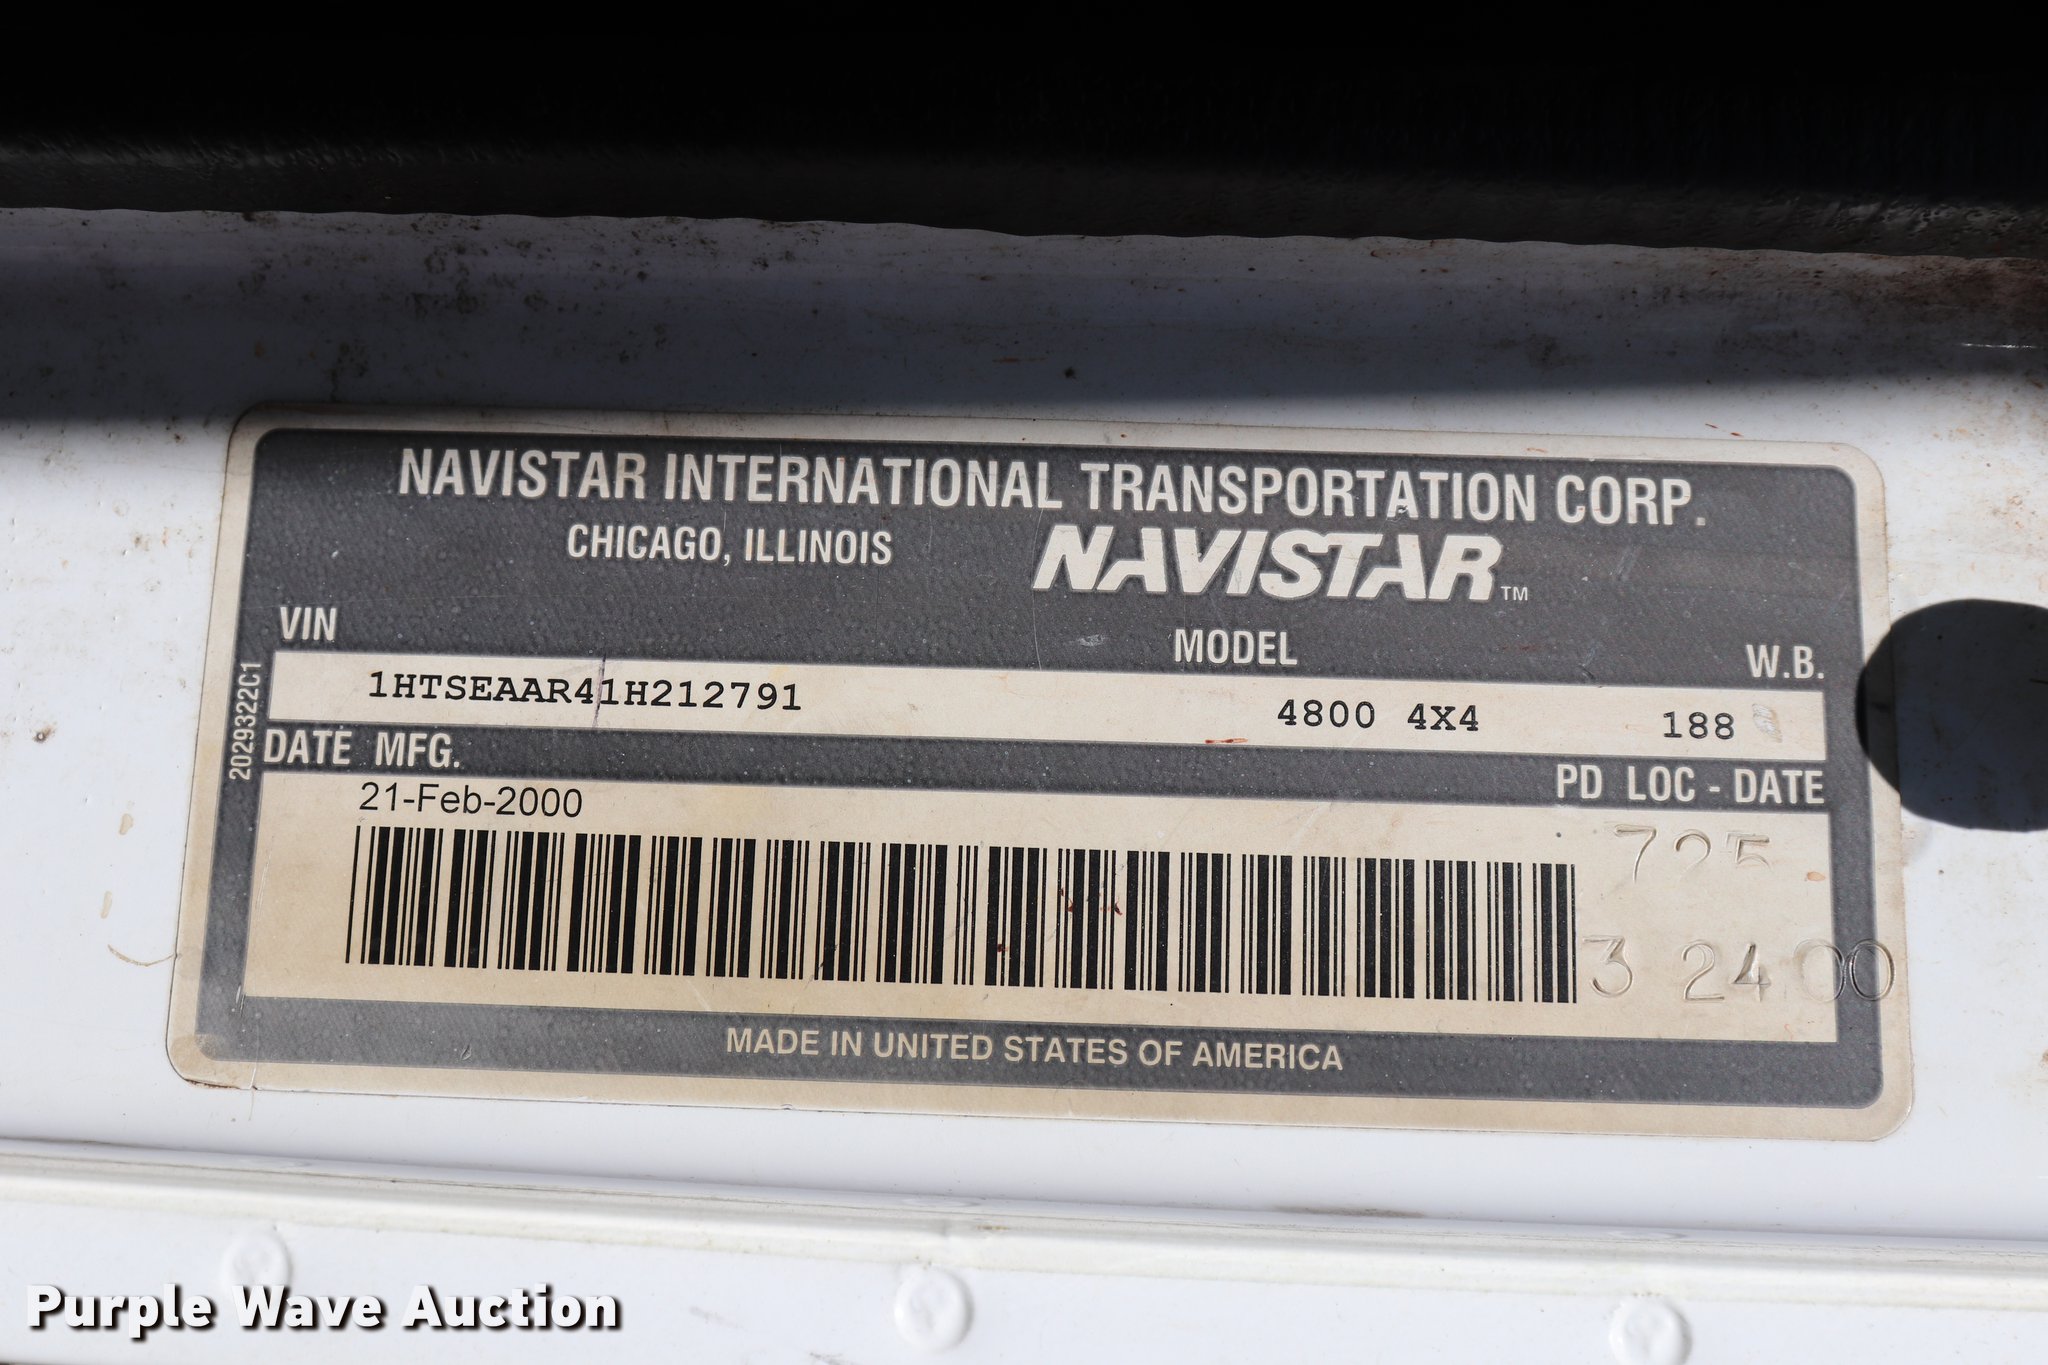 NAVISTAR INTERNATIONAL TRANSPORTATION CORP.
CHICAGO, ILLINOIS NAVISTAR™
VIN MODEL W.B.
1HTSEAAR41H212791 4800 4X4 188
2029322C1
DATE MFG. PD LOC - DATE
21-Feb-2000
725
3 24 00
MADE IN UNITED STATES OF AMERICA
Purple Wave Auction